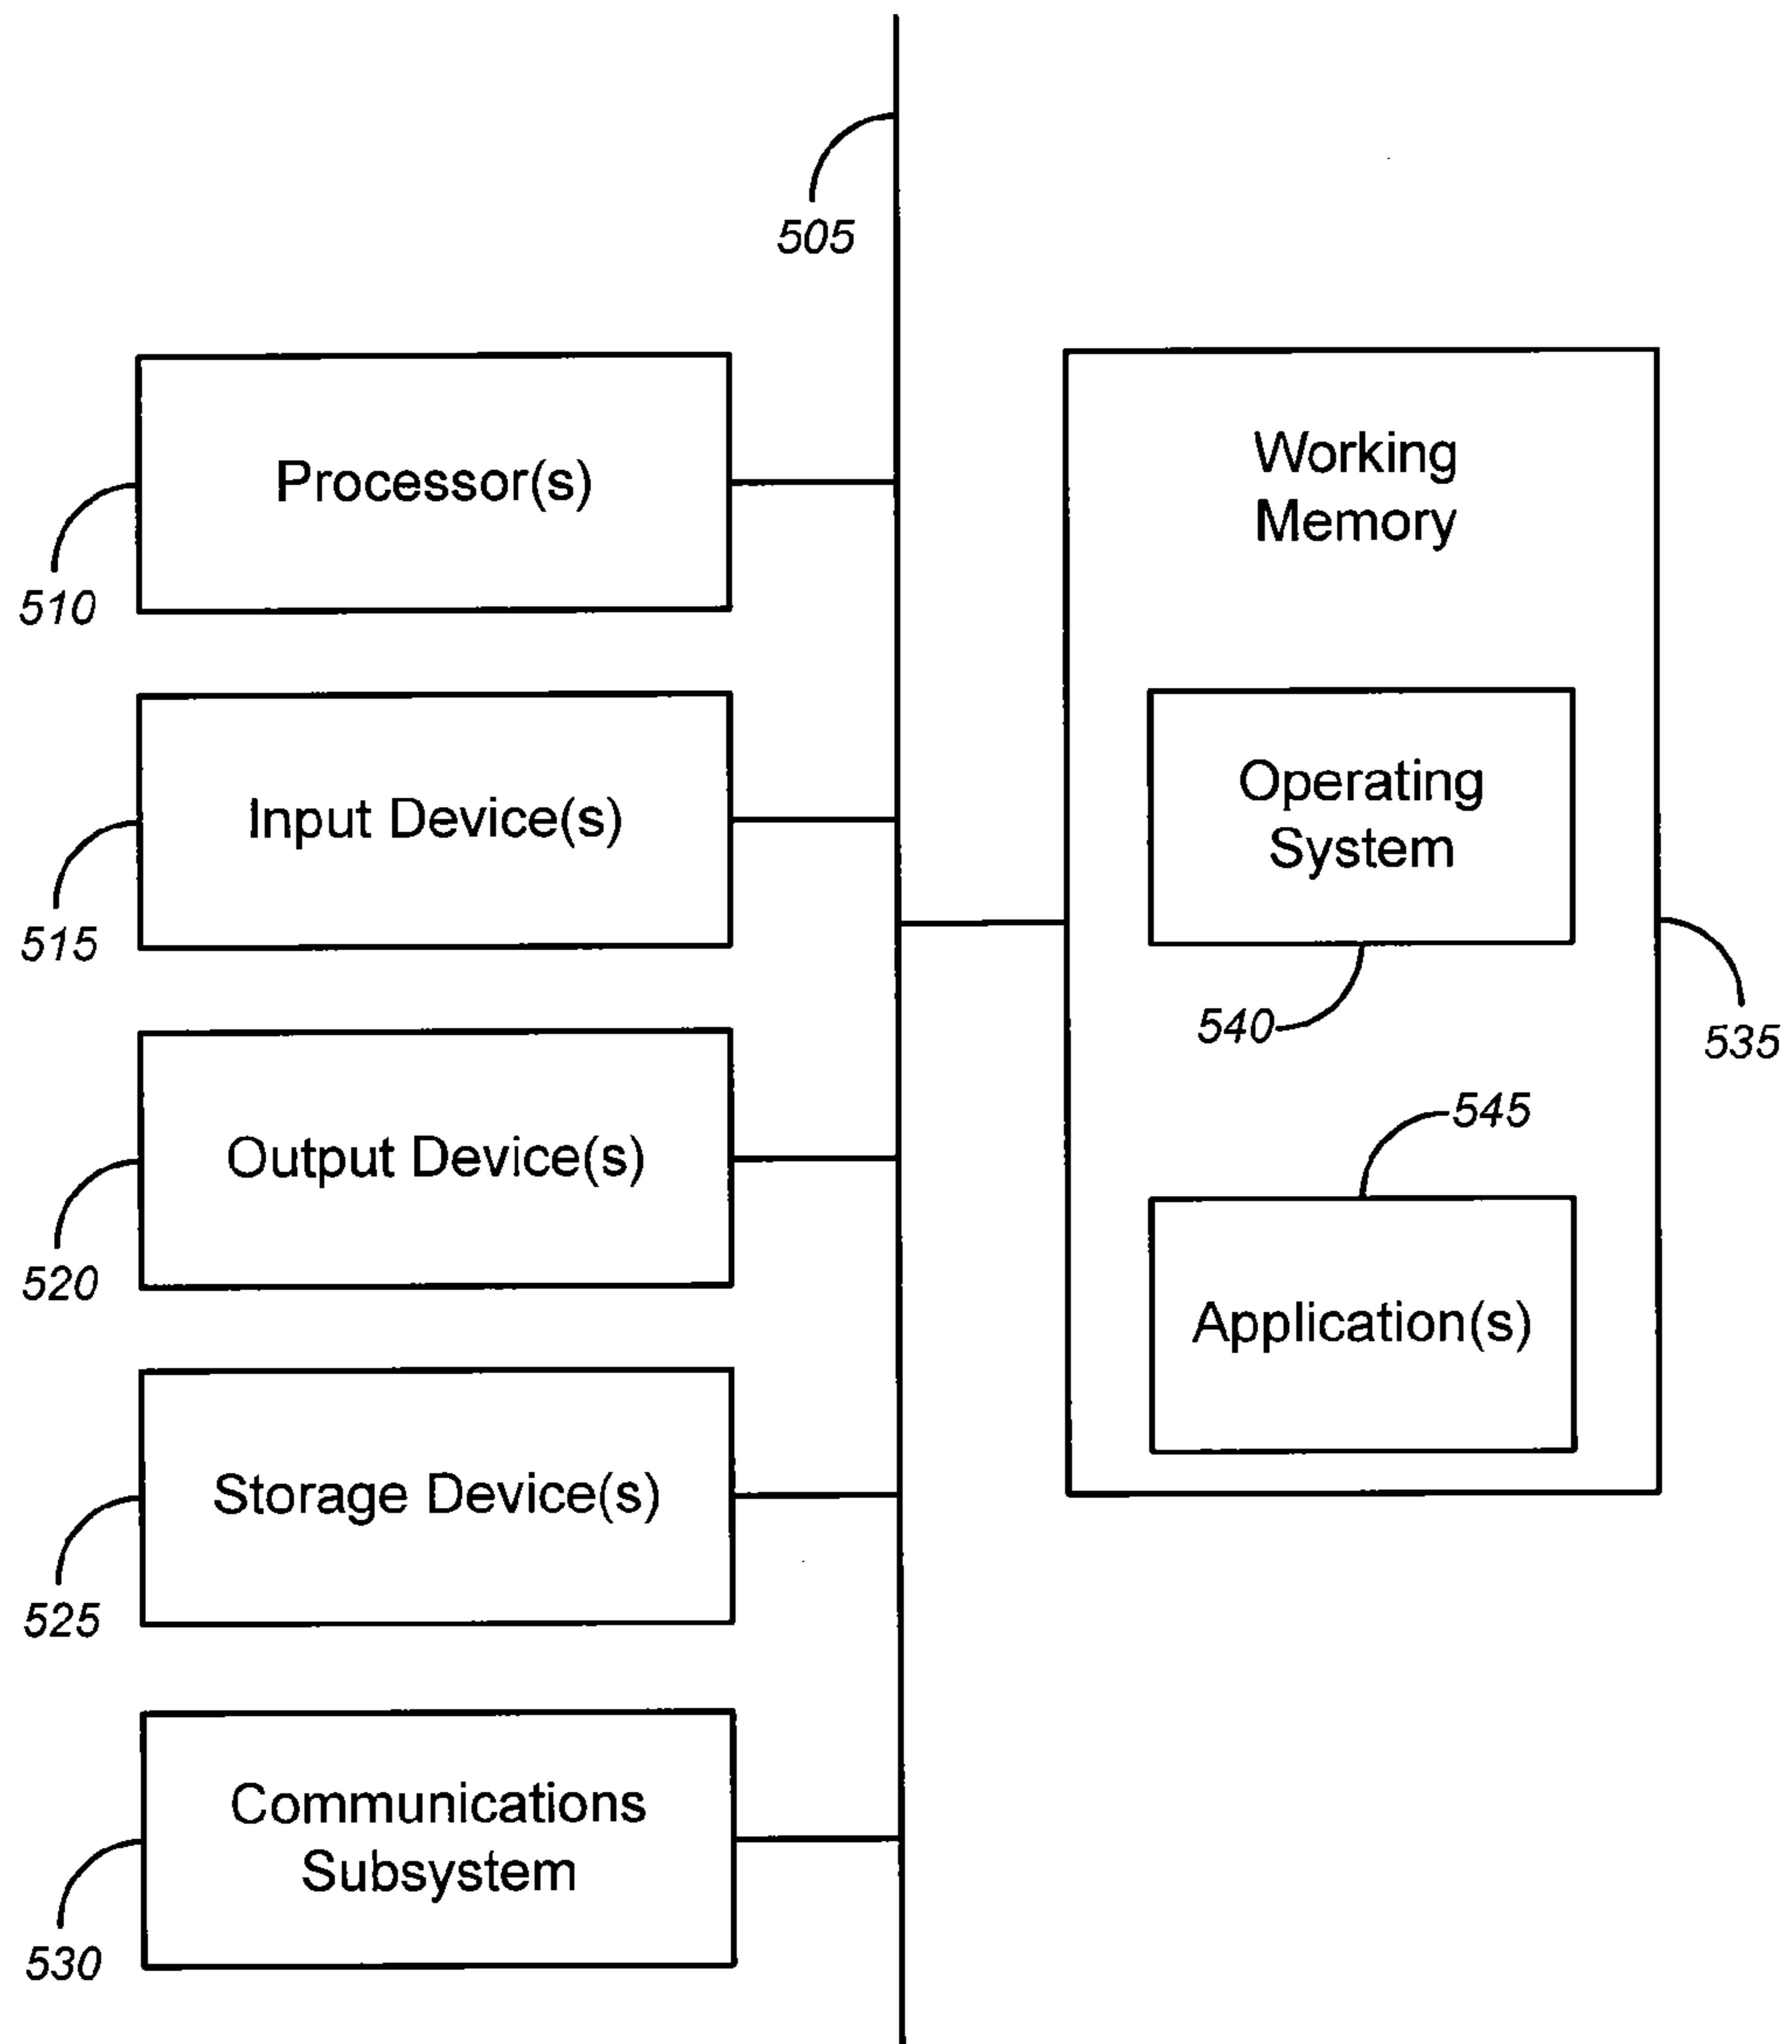 505
Processor(s)
510
Input Device(s)
515
Output Device(s)
520
Storage Device(s)
525
Communications
Subsystem
530
Working
Memory
Operating
System
540
535
545
Application(s)